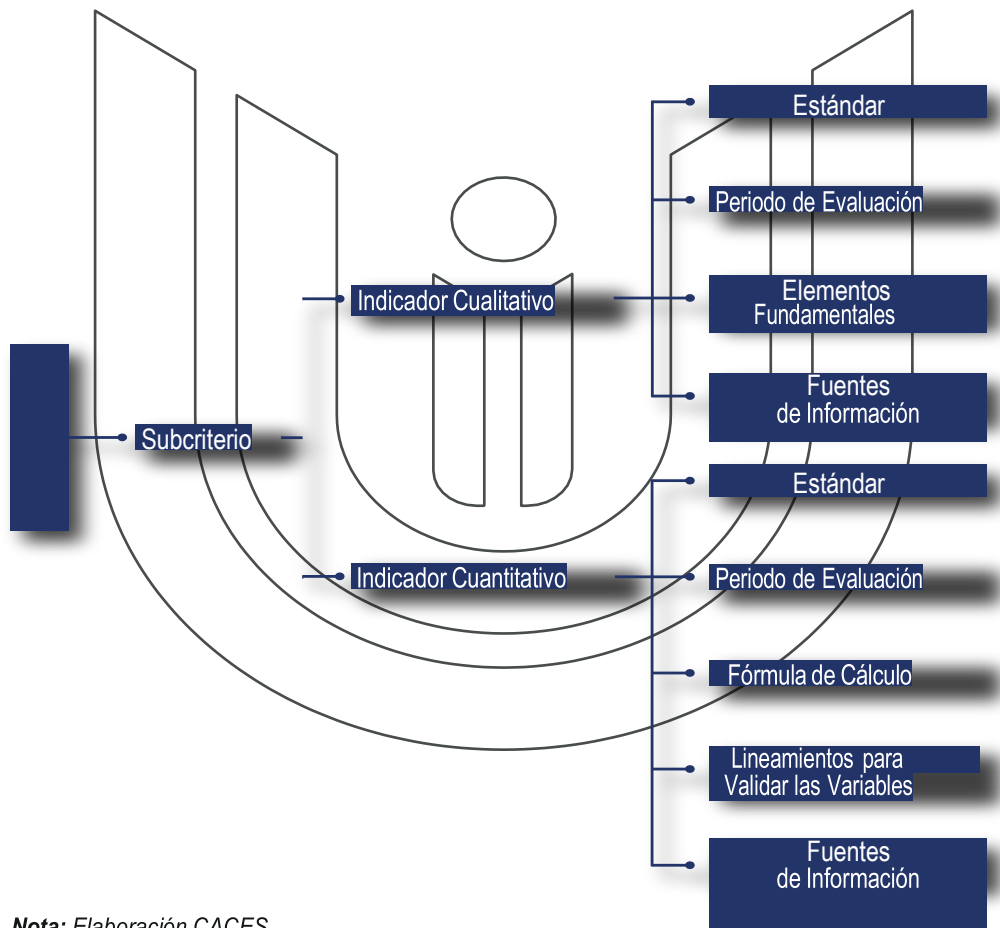 Estándar
Periodo de Evaluación
Elementos
Fundamentales
Fuentes
de Información
Indicador Cualitativo
Subcriterio
Indicador Cuantitativo
Estándar
Periodo de Evaluación
Fórmula de Cálculo
Lineamientos para
Validar las Variables
Fuentes
de Información
Nota: Elaboración CACES